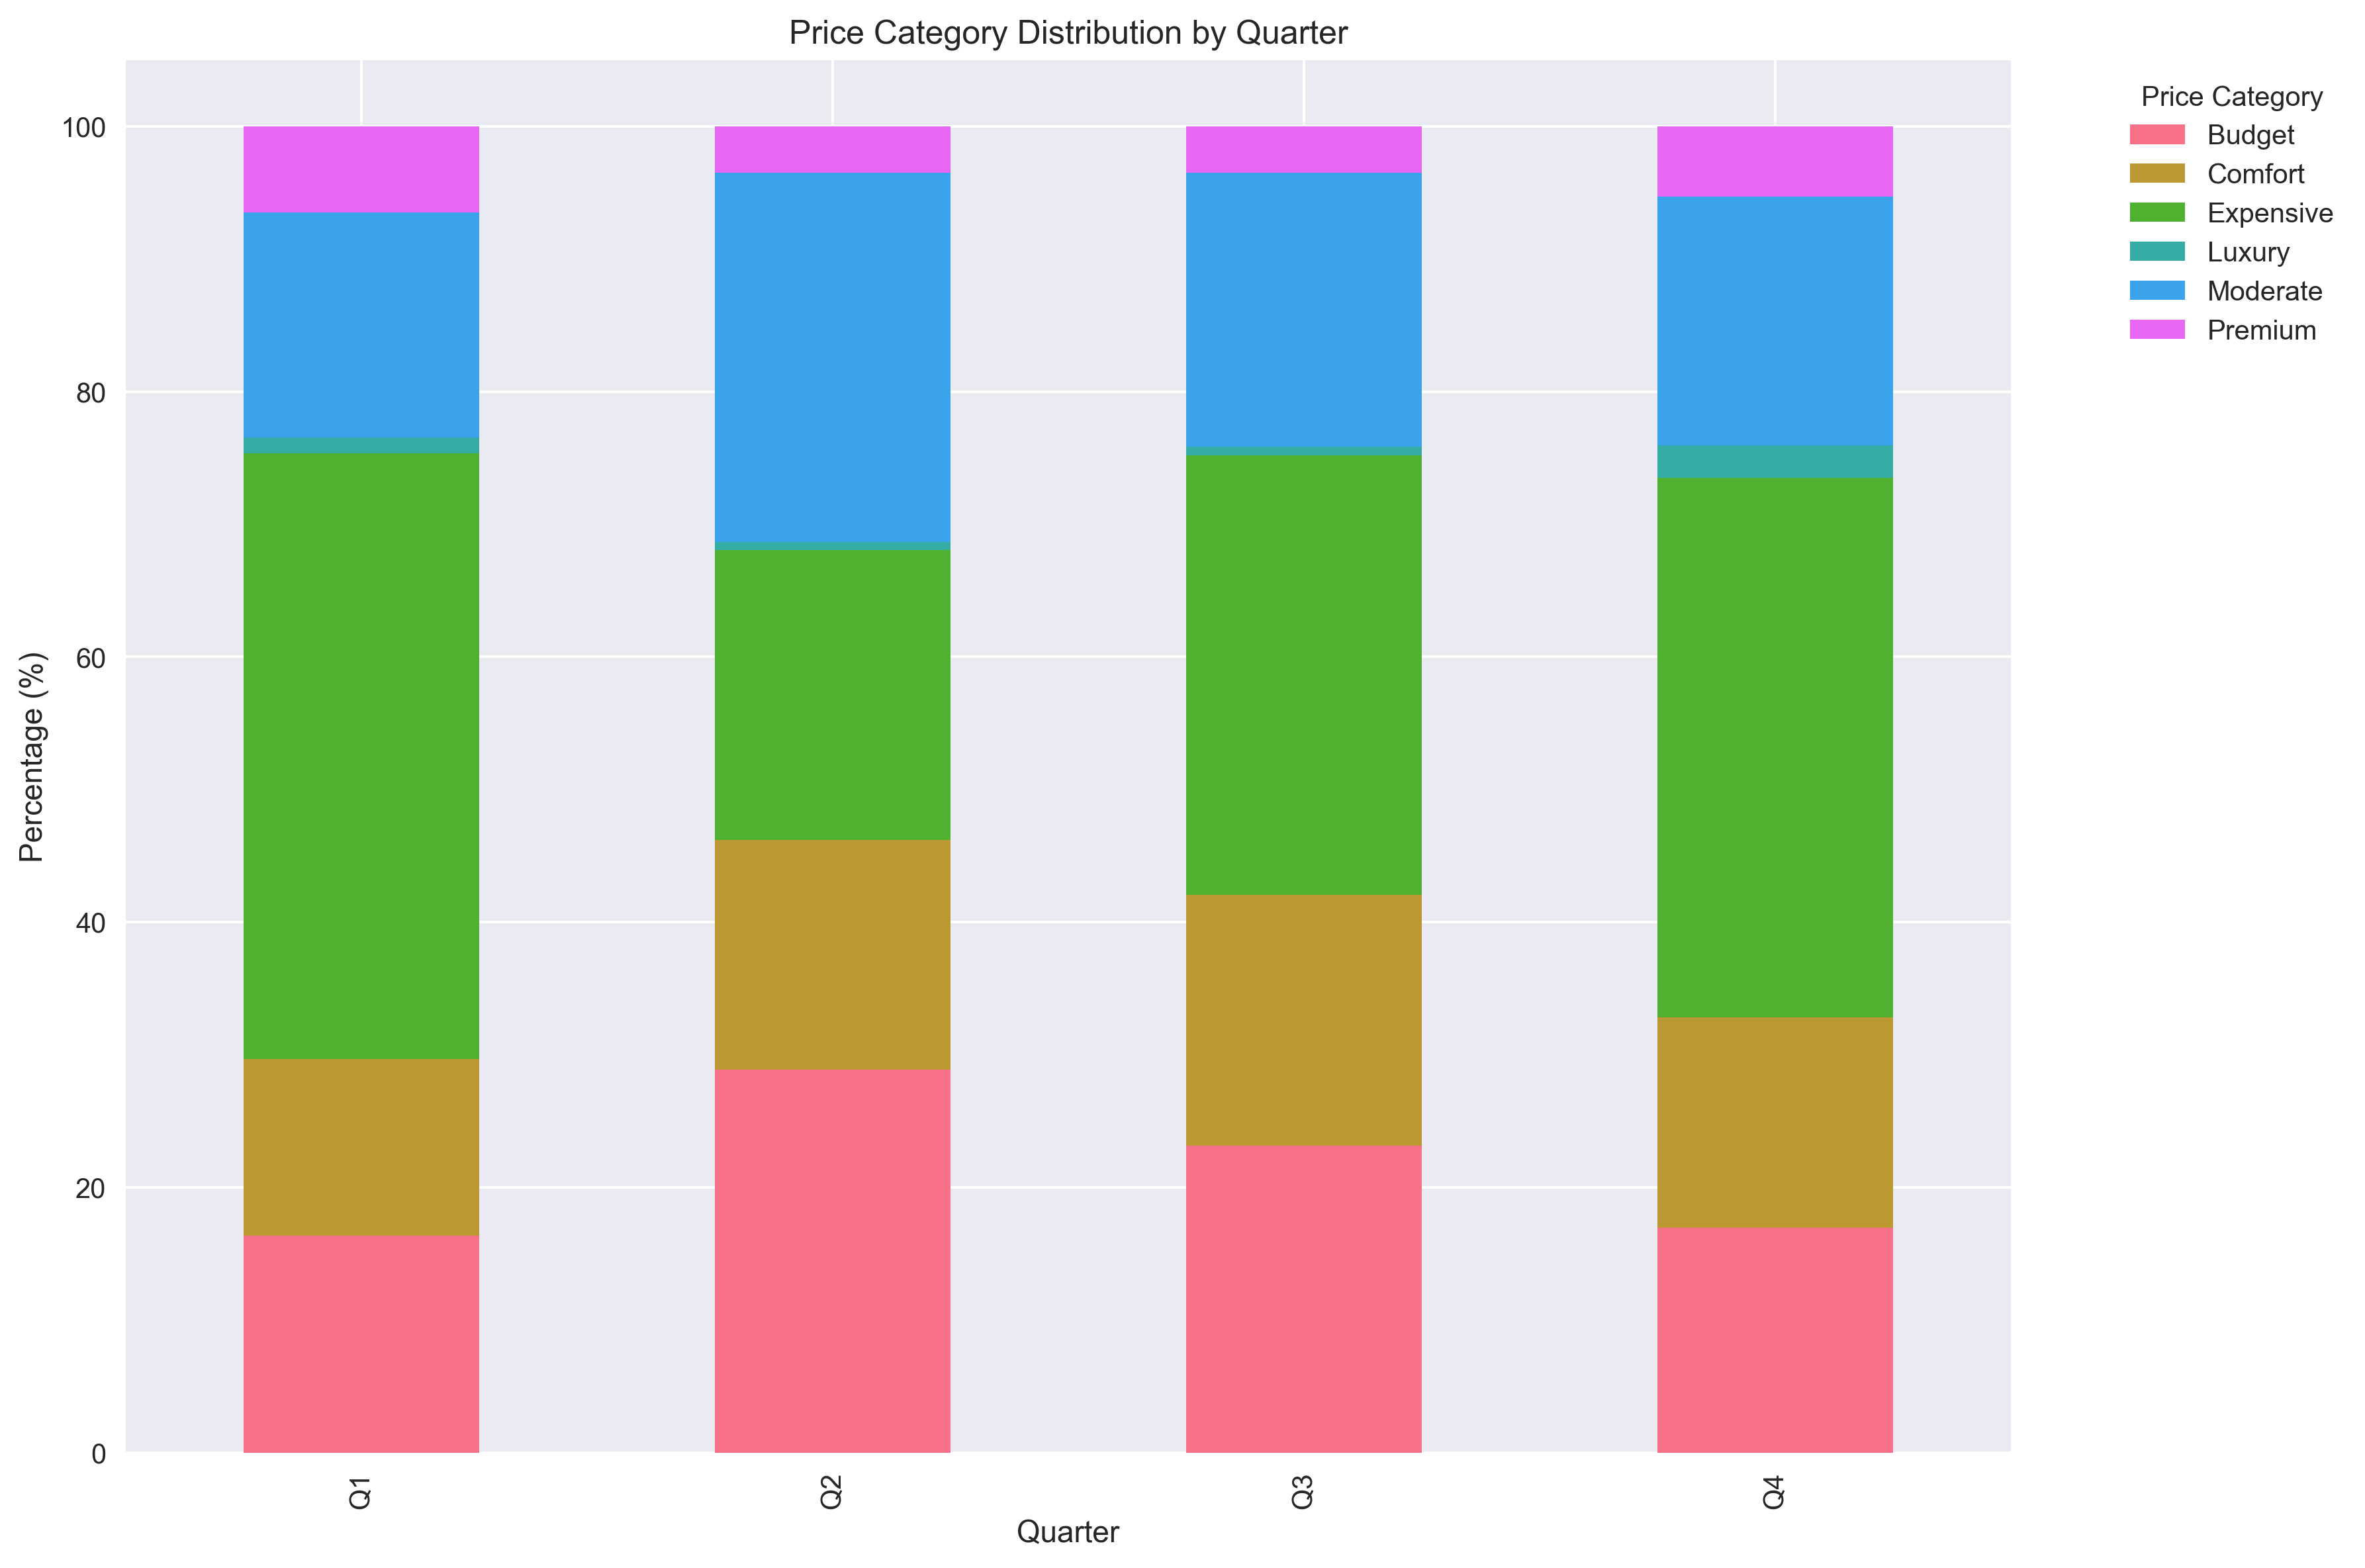 Price Category Distribution by Quarter
Percentage (%)
100
80
60
40
20
0
Q1
Q2
Q3
Q4
Quarter
Price Category
Budget
Comfort
Expensive
Luxury
Moderate
Premium